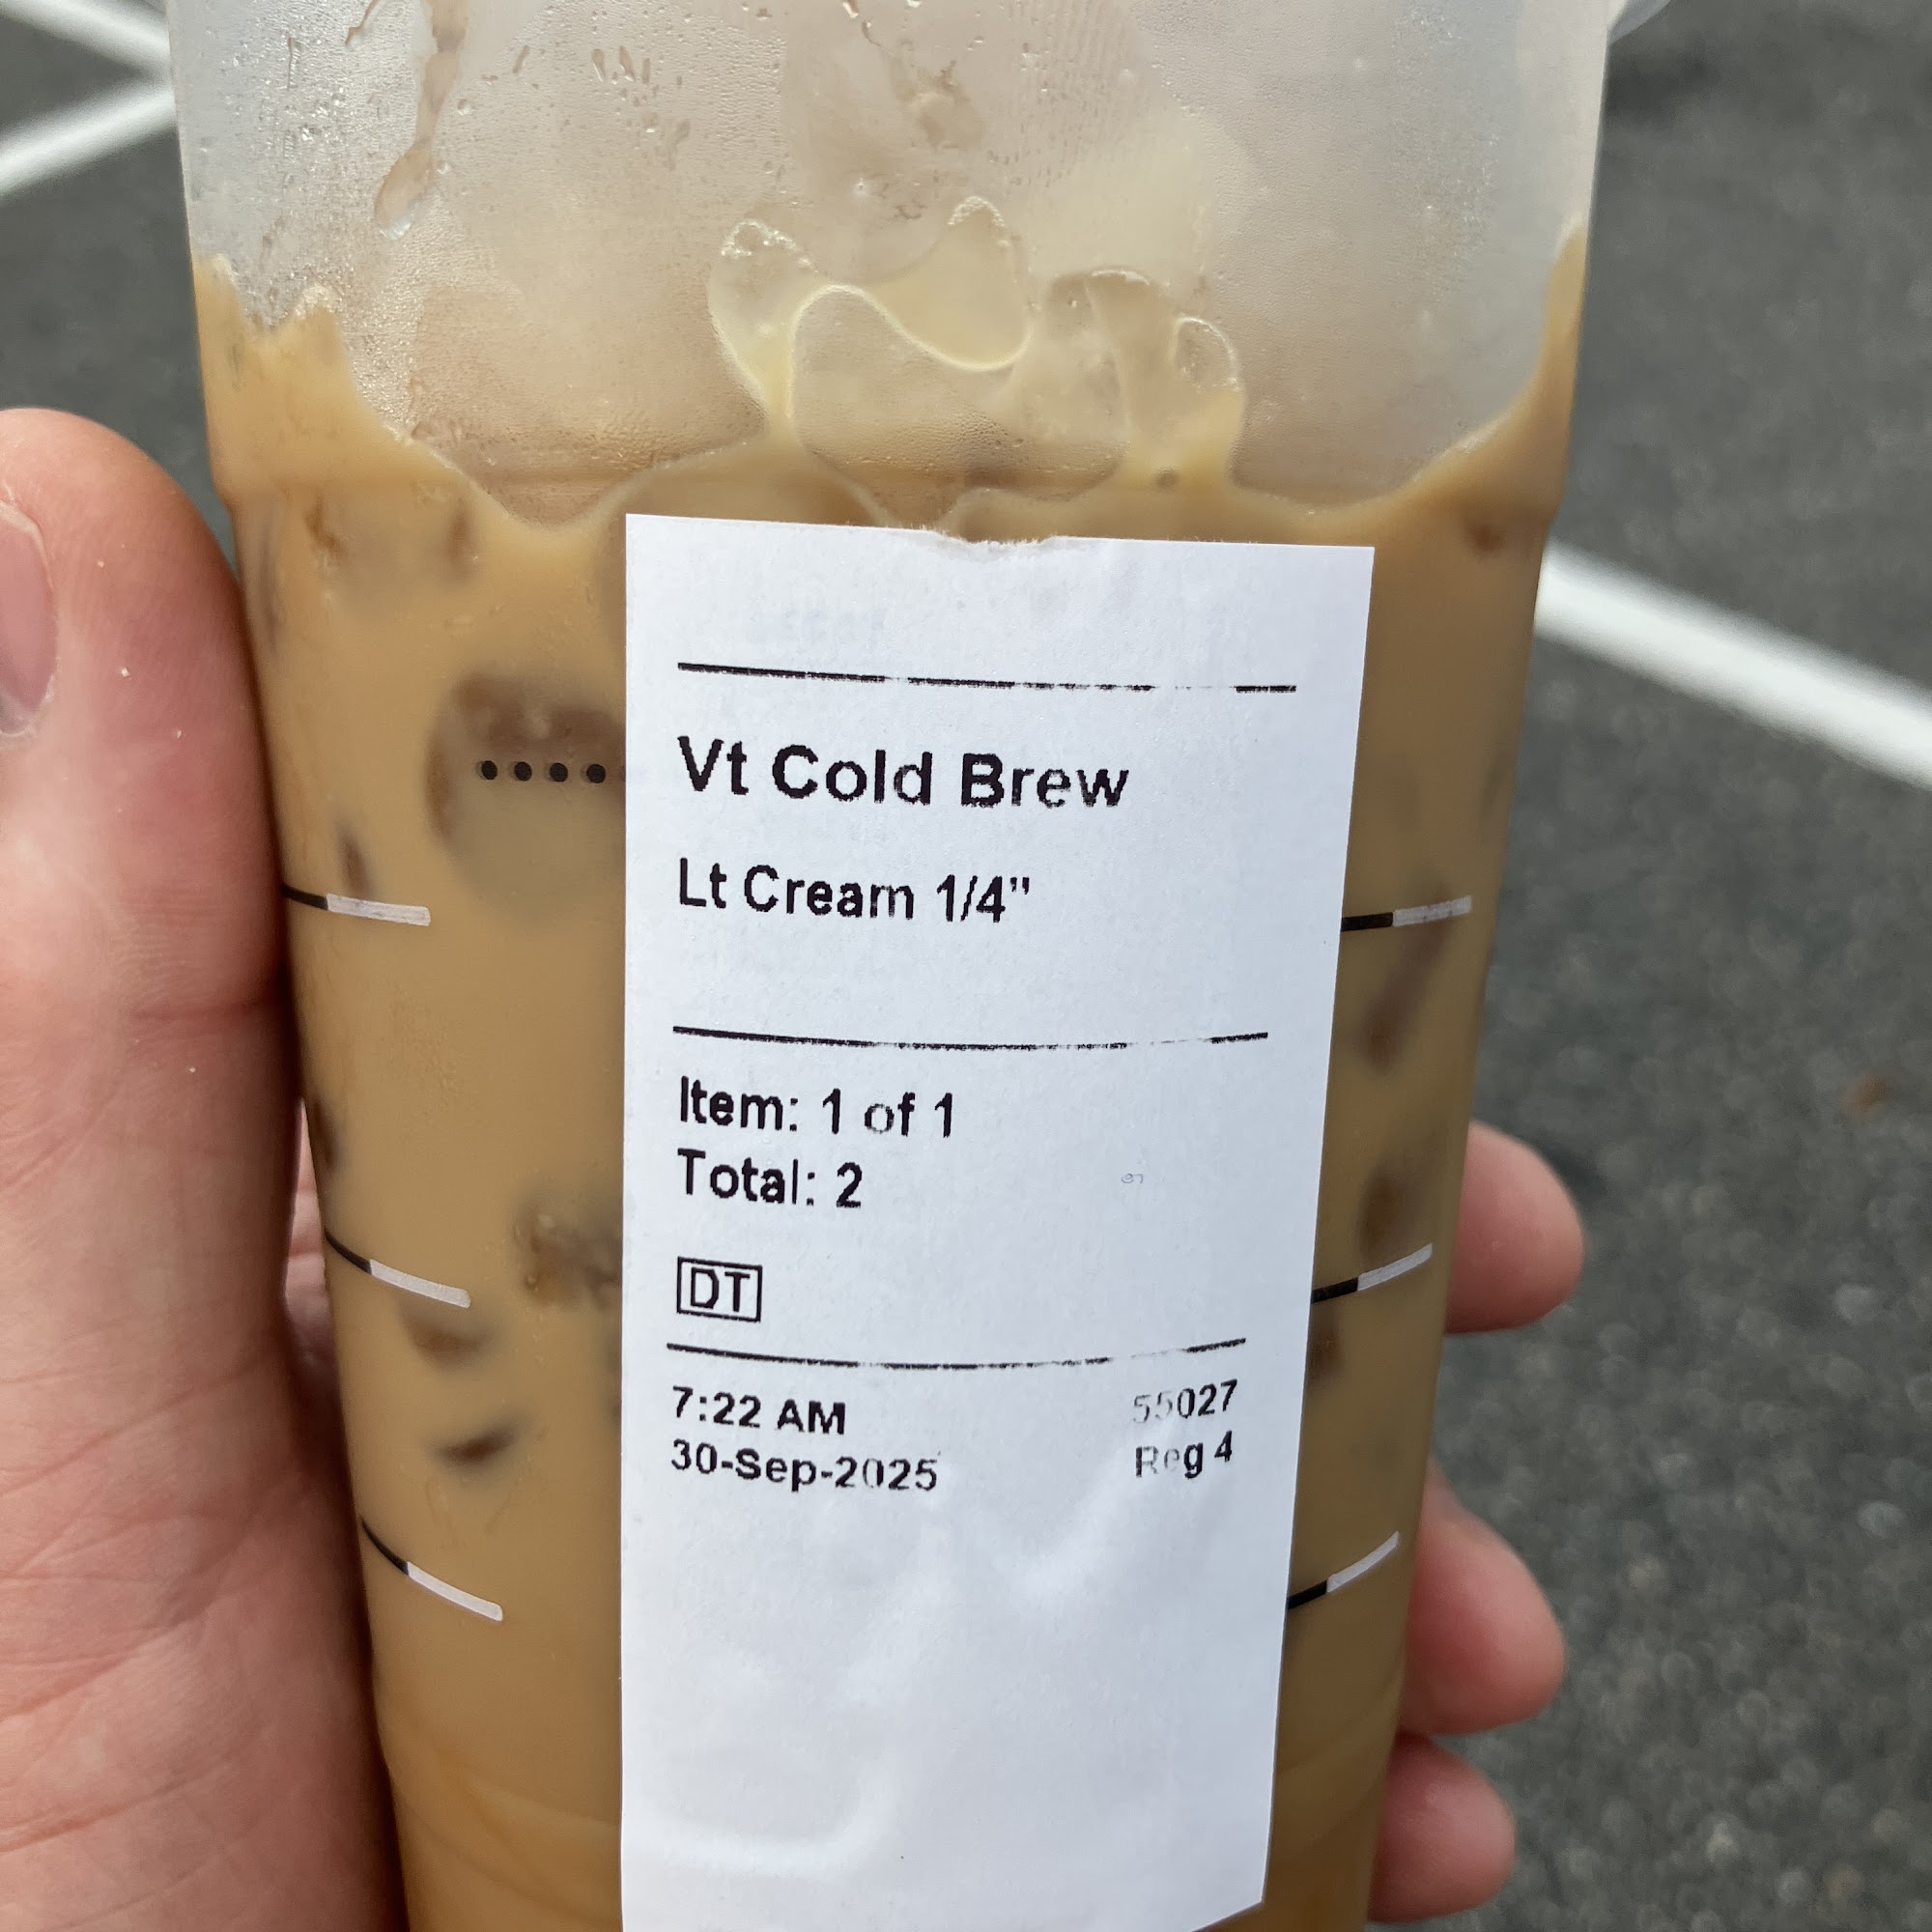 Vt Cold Brew
Lt Cream 1/4"
Item: 1 of 1
Total: 2
DT
7:22 AM 55027
30-Sep-2025 Reg 4